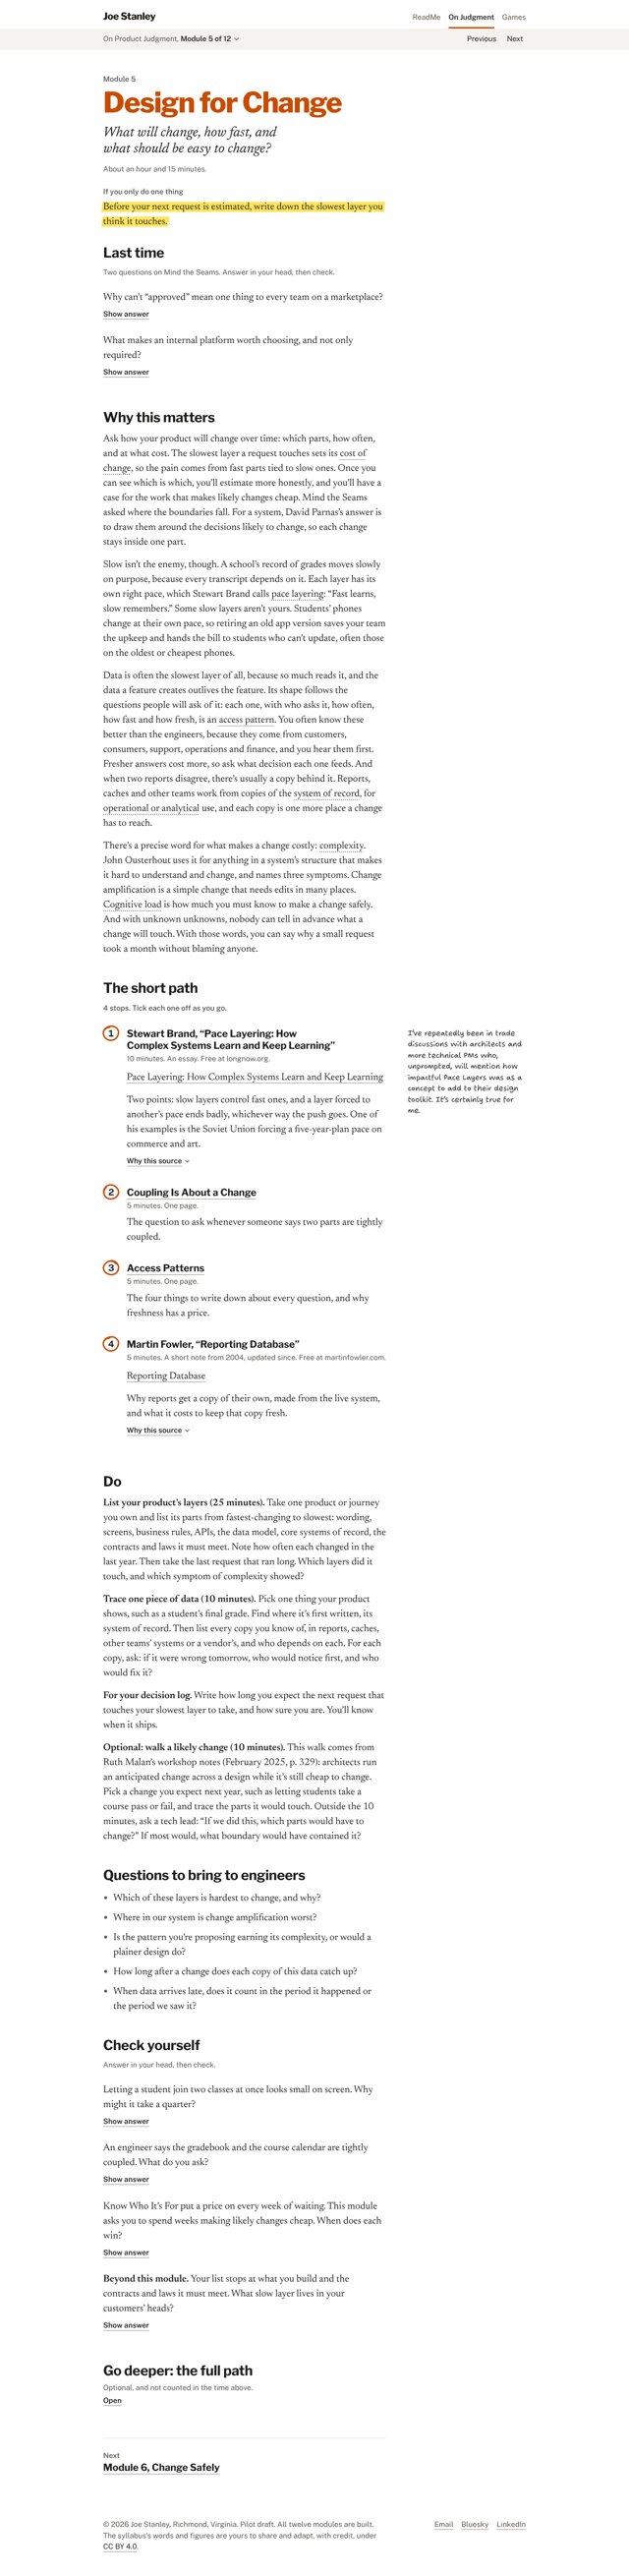 Joe Stanley
ReadMe On Judgment Games
On Product Judgment, Module 5 of 12
Previous Next
Module 5
Design for Change
What will change, how fast, and
what should be easy to change?
About an hour and 15 minutes.
If you only do one thing
Before your next request is estimated, write down the slowest layer you
think it touches.
Last time
Two questions on Mind the Seams. Answer in your head, then check.
Why can’t “approved” mean one thing to every team on a marketplace?
Show answer
What makes an internal platform worth choosing, and not only
required?
Show answer
Why this matters
Ask how your product will change over time: which parts, how often,
and at what cost. The slowest layer a request touches sets its cost of
change, so the pain comes from fast parts tied to slow ones. Once you
can see which is which, you’ll estimate more honestly, and you’ll have a
case for the work that makes likely changes cheap. Mind the Seams
asked where the boundaries fall. For a system, David Parnas’s answer is
to draw them around the decisions likely to change, so each change
stays inside one part.
Slow isn’t the enemy, though. A school’s record of grades moves slowly
on purpose, because every transcript depends on it. Each layer has its
own right pace, which Stewart Brand calls pace layering: “Fast learns,
slow remembers.” Some slow layers aren’t yours. Students’ phones
change at their own pace, so retiring an old app version saves your team
the upkeep and hands the bill to students who can’t update, often those
on the oldest or cheapest phones.
Data is often the slowest layer of all, because so much reads it, and the
data a feature creates outlives the feature. Its shape follows the
questions people will ask of it: each one, with who asks it, how often,
how fast and how fresh, is an access pattern. You often know these
better than the engineers, because they come from customers,
consumers, support, operations and finance, and you hear them first.
Fresher answers cost more, so ask what decision each one feeds. And
when two reports disagree, there’s usually a copy behind it. Reports,
caches and other teams work from copies of the system of record, for
operational or analytical use, and each copy is one more place a change
has to reach.
There’s a precise word for what makes a change costly: complexity.
John Ousterhout uses it for anything in a system’s structure that makes
it hard to understand and change, and names three symptoms. Change
amplification is a simple change that needs edits in many places.
Cognitive load is how much you must know to make a change safely.
And with unknown unknowns, nobody can tell in advance what a
change will touch. With those words, you can say why a small request
took a month without blaming anyone.
The short path
4 stops. Tick each one off as you go.
1
Stewart Brand, “Pace Layering: How
Complex Systems Learn and Keep Learning”
10 minutes. An essay. Free at longnow.org.
Pace Layering: How Complex Systems Learn and Keep Learning
Two points: slow layers control fast ones, and a layer forced to
another’s pace ends badly, whichever way the push goes. One of
his examples is the Soviet Union forcing a five-year-plan pace on
commerce and art.
Why this source
I’ve repeatedly been in trade
discussions with architects and
more technical PMs who,
unprompted, will mention how
impactful Pace Layers was as a
concept to add to their design
toolkit. It’s certainly true for
me.
2
Coupling Is About a Change
5 minutes. One page.
The question to ask whenever someone says two parts are tightly
coupled.
3
Access Patterns
5 minutes. One page.
The four things to write down about every question, and why
freshness has a price.
4
Martin Fowler, “Reporting Database”
5 minutes. A short note from 2004, updated since. Free at martinfowler.com.
Reporting Database
Why reports get a copy of their own, made from the live system,
and what it costs to keep that copy fresh.
Why this source
Do
List your product’s layers (25 minutes). Take one product or journey
you own and list its parts from fastest-changing to slowest: wording,
screens, business rules, APIs, the data model, core systems of record, the
contracts and laws it must meet. Note how often each changed in the
last year. Then take the last request that ran long. Which layers did it
touch, and which symptom of complexity showed?
Trace one piece of data (10 minutes). Pick one thing your product
shows, such as a student’s final grade. Find where it’s first written, its
system of record. Then list every copy you know of, in reports, caches,
other teams’ systems or a vendor’s, and who depends on each. For each
copy, ask: if it were wrong tomorrow, who would notice first, and who
would fix it?
For your decision log. Write how long you expect the next request that
touches your slowest layer to take, and how sure you are. You’ll know
when it ships.
Optional: walk a likely change (10 minutes). This walk comes from
Ruth Malan’s workshop notes (February 2025, p. 329): architects run
an anticipated change across a design while it’s still cheap to change.
Pick a change you expect next year, such as letting students take a
course pass or fail, and trace the parts it would touch. Outside the 10
minutes, ask a tech lead: “If we did this, which parts would have to
change?” If most would, what boundary would have contained it?
Questions to bring to engineers
• Which of these layers is hardest to change, and why?
• Where in our system is change amplification worst?
• Is the pattern you’re proposing earning its complexity, or would a
plainer design do?
• How long after a change does each copy of this data catch up?
• When data arrives late, does it count in the period it happened or
the period we saw it?
Check yourself
Answer in your head, then check.
Letting a student join two classes at once looks small on screen. Why
might it take a quarter?
Show answer
An engineer says the gradebook and the course calendar are tightly
coupled. What do you ask?
Show answer
Know Who It’s For put a price on every week of waiting. This module
asks you to spend weeks making likely changes cheap. When does each
win?
Show answer
Beyond this module. Your list stops at what you build and the
contracts and laws it must meet. What slow layer lives in your
customers’ heads?
Show answer
Go deeper: the full path
Optional, and not counted in the time above.
Open
Next
Module 6, Change Safely
© 2026 Joe Stanley, Richmond, Virginia. Pilot draft. All twelve modules are built.
The syllabus’s words and figures are yours to share and adapt, with credit, under
CC BY 4.0.
Email Bluesky LinkedIn